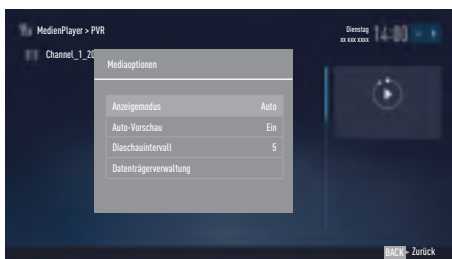 MedienPlayer > PVR
Dienstag
xx xxx xxxx
14:00
Channel_1_20
Mediaoptionen
Anzeigemodus Auto
Auto-Vorschau Ein
Diaschauintervall 5
Datenträgerverwaltung
BACK Zurück